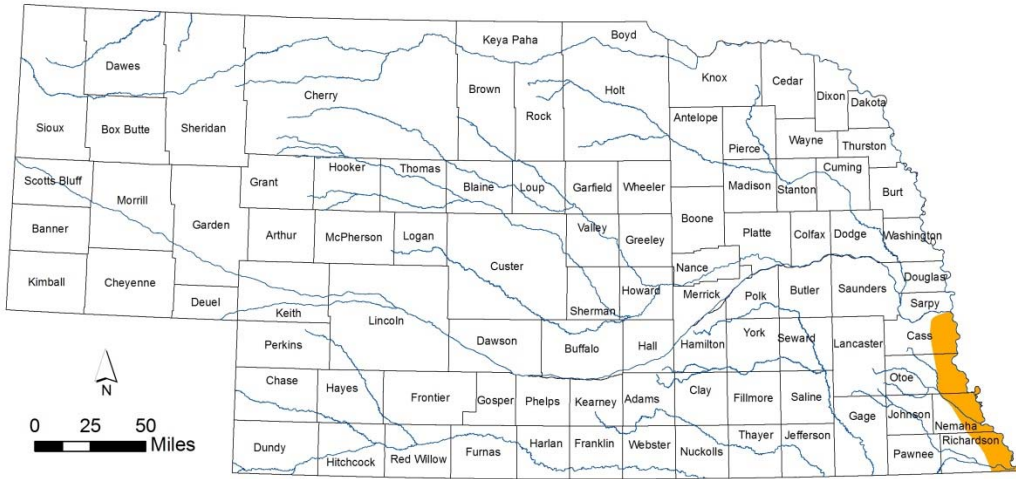 Keya Paha
Boyd
Dawes
Cherry
Brown
Rock
Holt
Knox
Cedar
Dixon
Dakota
Sioux
Box Butte
Sheridan
Antelope
Pierce
Wayne
Thurston
Scotts Bluff
Morrill
Garden
Grant
Hooker
Thomas
Blaine
Loup
Garfield
Wheeler
Madison
Stanton
Cuming
Burt
Banner
Arthur
McPherson
Logan
Custer
Valley
Greeley
Boone
Platte
Colfax
Dodge
Washington
Kimball
Cheyenne
Deuel
Keith
Lincoln
Sherman
Howard
Nance
Merrick
Polk
Butler
Saunders
Douglas
Sarpy
Perkins
Dawson
Buffalo
Hall
Hamilton
York
Seward
Lancaster
Cass
Otoe
Chase
Hayes
Frontier
Gosper
Phelps
Kearney
Adams
Clay
Fillmore
Saline
Gage
Johnson
Nemaha
Dundy
Hitchcock
Red Willow
Furnas
Harlan
Franklin
Webster
Nuckolls
Thayer
Jefferson
Pawnee
Richardson
N
0 25 50
Miles